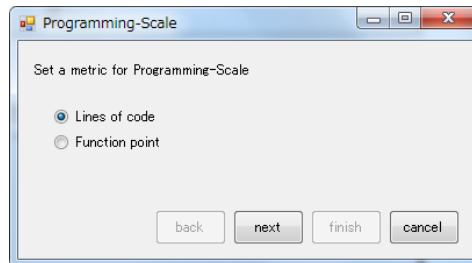 Programming-Scale
Set a metric for Programming-Scale
Lines of code
Function point
back next finish cancel